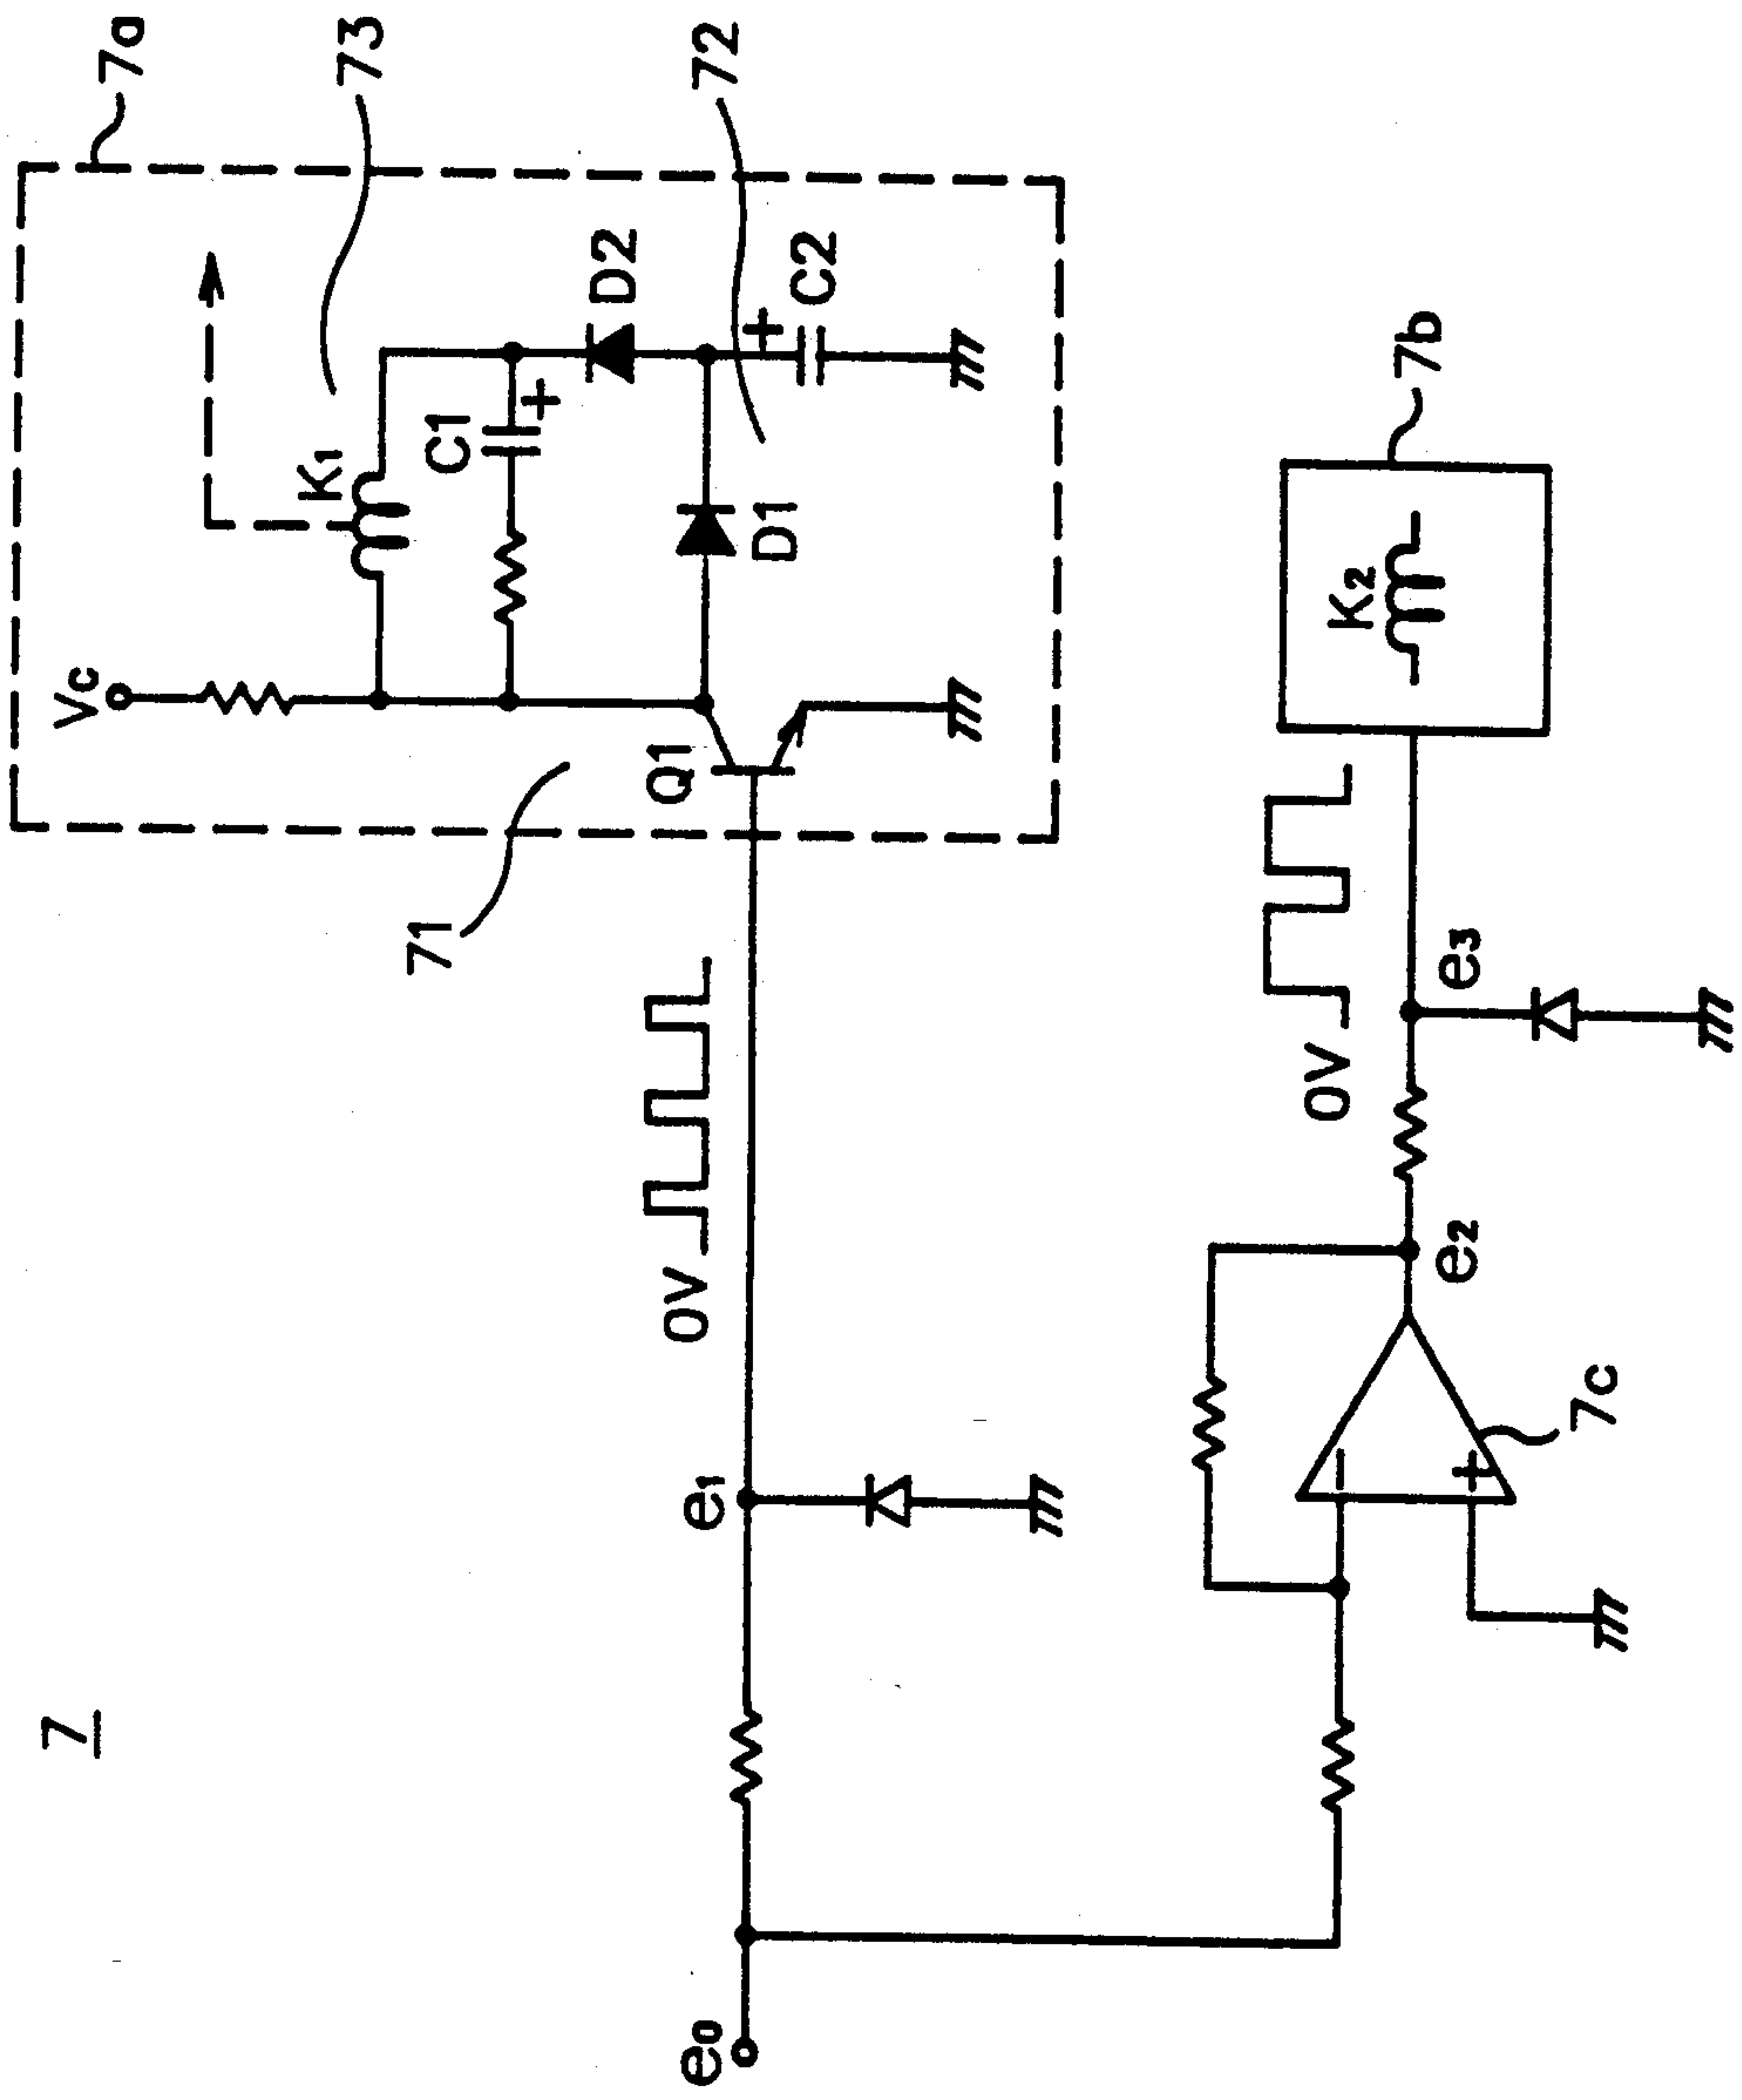 7
7a
73
72
71
Vc
K1
C1
+
D2
D1
+
C2
Q1
0V
e0
e1
0V
e2
e3
K2
7b
7c
−
+